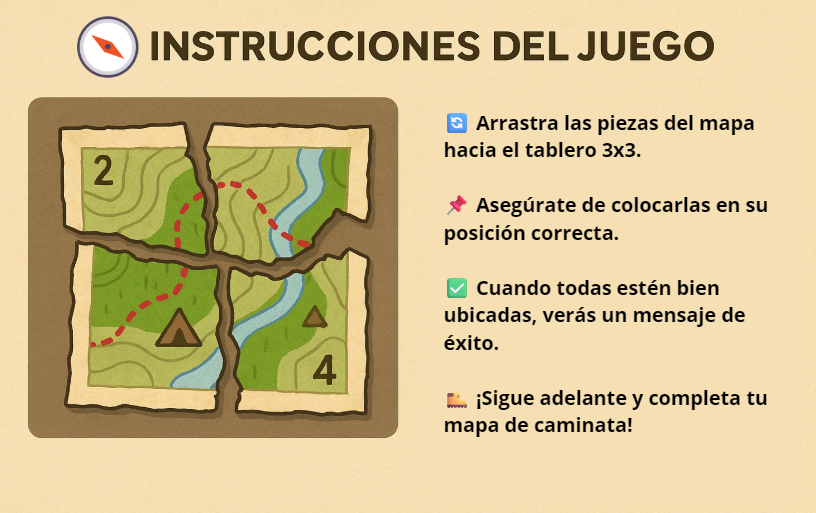 INSTRUCCIONES DEL JUEGO
2
4
🔄 Arrastra las piezas del mapa
hacia el tablero 3x3.
📌 Asegúrate de colocarlas en su
posición correcta.
✅ Cuando todas estén bien
ubicadas, verás un mensaje de
éxito.
🥾 ¡Sigue adelante y completa tu
mapa de caminata!